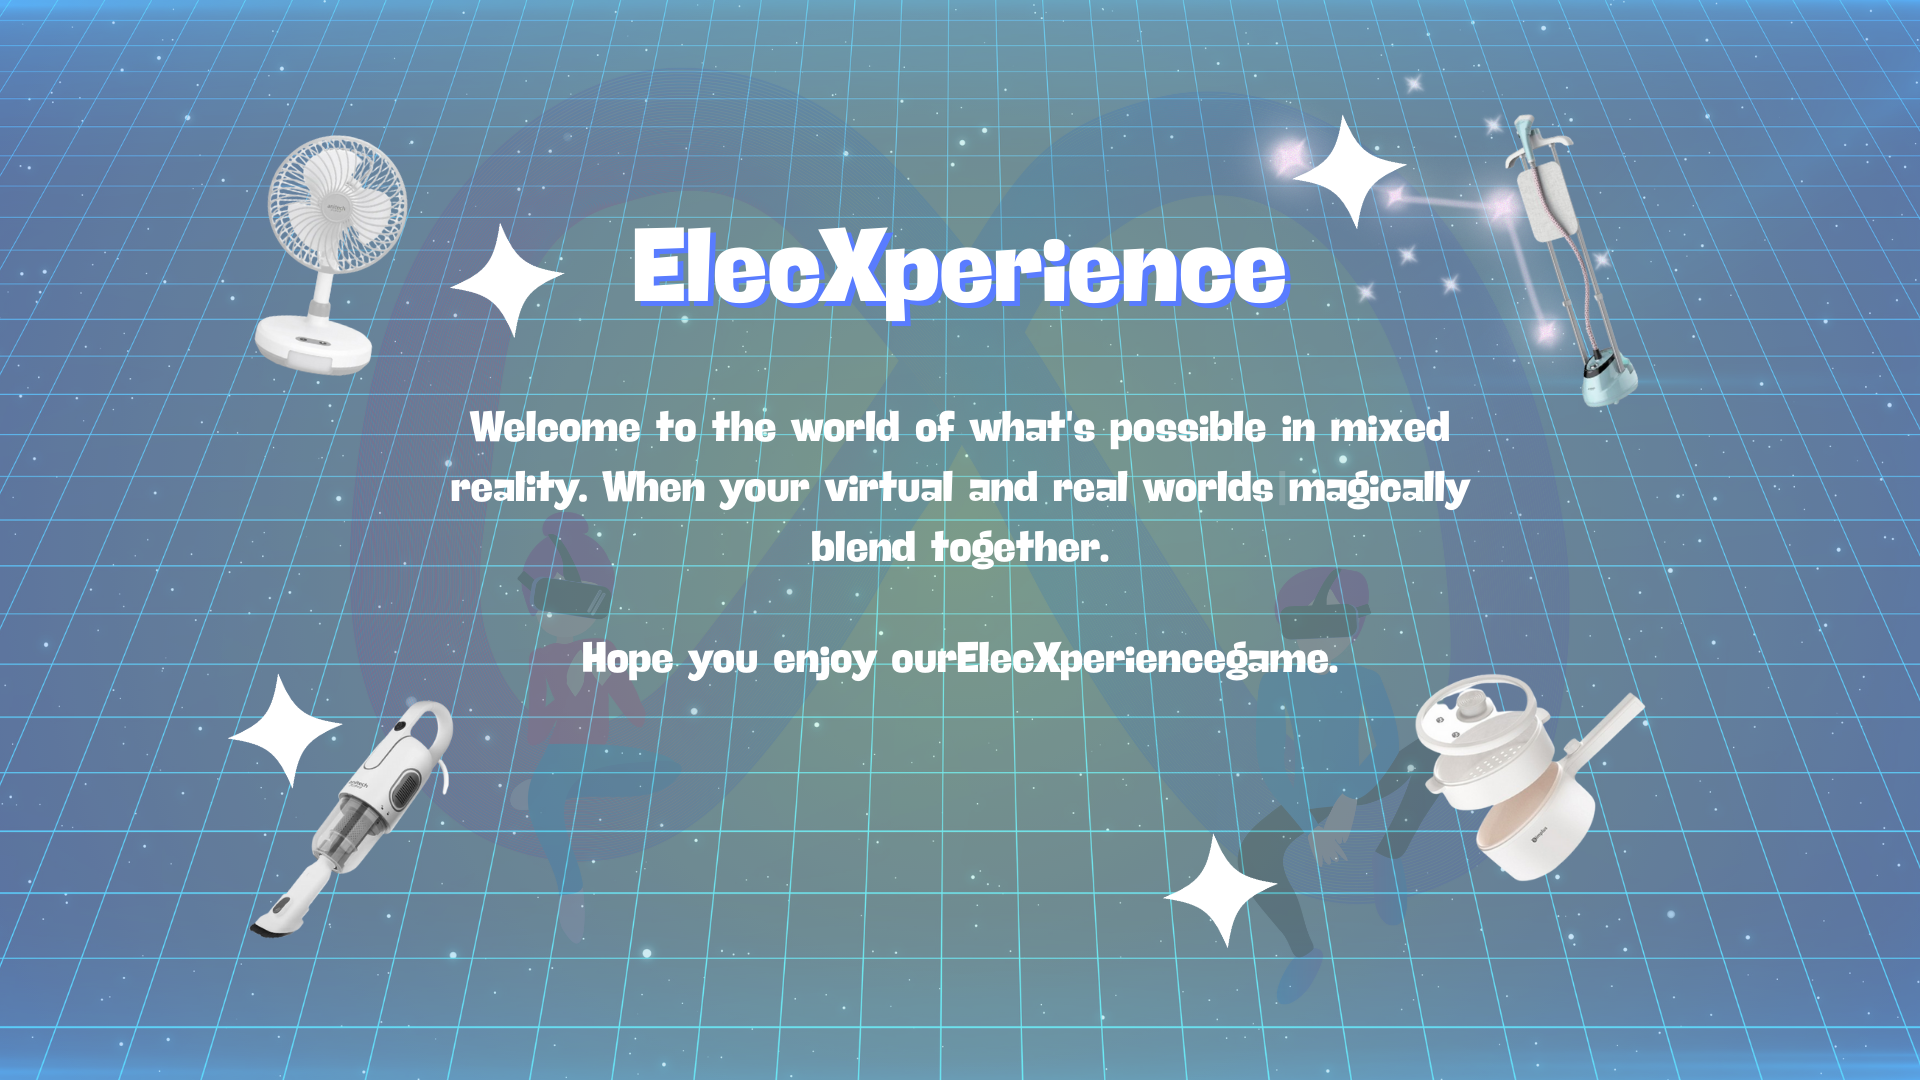 ElecXperience
Welcome to the world of what's possible in mixed
reality. When your virtual and real worlds magically
blend together.
Hope you enjoy ourElecXperiencegame.